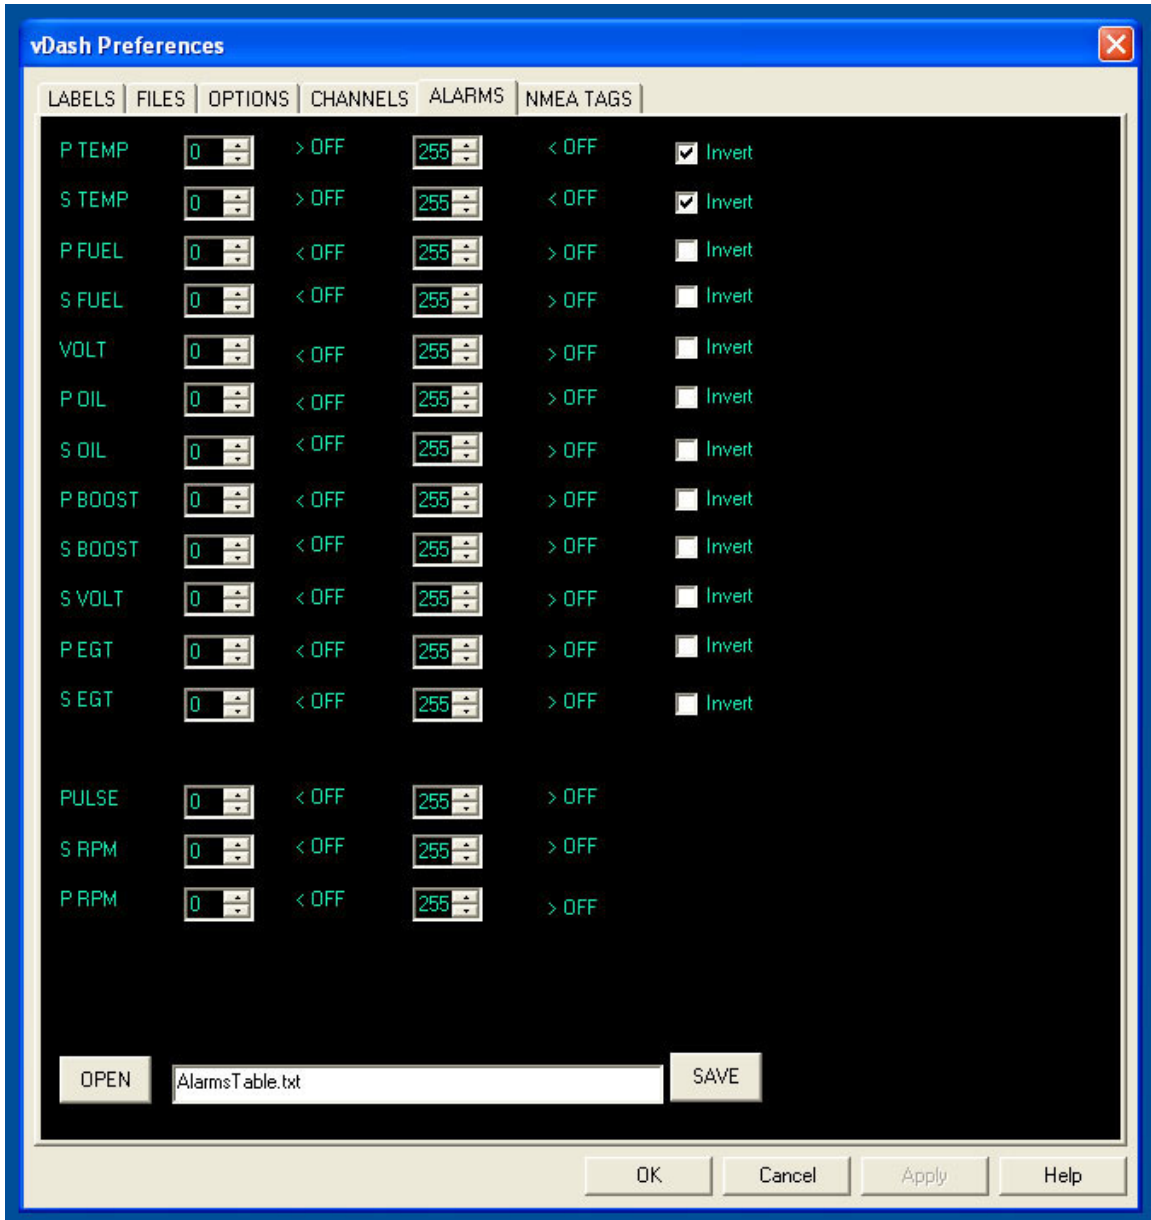 vDash Preferences
LABELS FILES OPTIONS CHANNELS ALARMS NMEA TAGS
P TEMP 0 > OFF 255 < OFF Invert
S TEMP 0 > OFF 255 < OFF Invert
P FUEL 0 < OFF 255 > OFF Invert
S FUEL 0 < OFF 255 > OFF Invert
VOLT 0 < OFF 255 > OFF Invert
P OIL 0 < OFF 255 > OFF Invert
S OIL 0 < OFF 255 > OFF Invert
P BOOST 0 < OFF 255 > OFF Invert
S BOOST 0 < OFF 255 > OFF Invert
S VOLT 0 < OFF 255 > OFF Invert
P EGT 0 < OFF 255 > OFF Invert
S EGT 0 < OFF 255 > OFF Invert
PULSE 0 < OFF 255 > OFF
S RPM 0 < OFF 255 > OFF
P RPM 0 < OFF 255 > OFF
OPEN AlarmsTable.txt SAVE
OK Cancel Apply Help